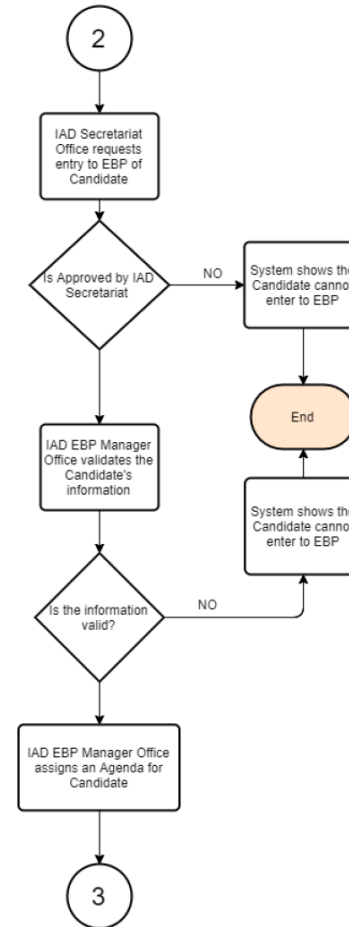 2
IAD Secretariat
Office requests
entry to EBP of
Candidate
Is Approved by IAD
Secretariat
NO
System shows the
Candidate canno
enter to EBP
End
IAD EBP Manager
Office validates the
Candidate's
information
System shows the
Candidate canno
enter to EBP
Is the information
valid?
NO
IAD EBP Manager Office
assigns an Agenda for
Candidate
3